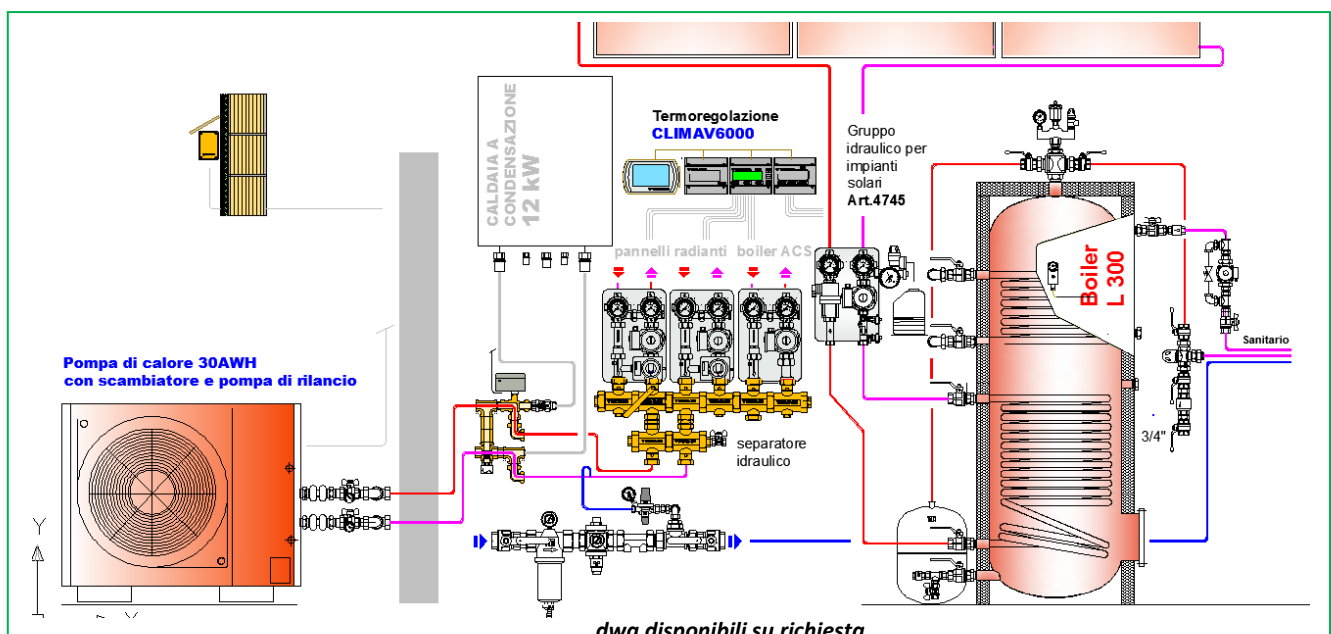 Termoregolazione
CLIMAV6000
CALDAIA A
CONDENSAZIONE
12 kW
Gruppo
idraulico per
impianti
solari
Art.4745
pannelli radianti boiler ACS
Boiler
L 300
Sanitario
Pompa di calore 30AWH
con scambiatore e pompa di rilancio
separatore
idraulico
3/4"
Y
X
dwg disponibili su richiesta